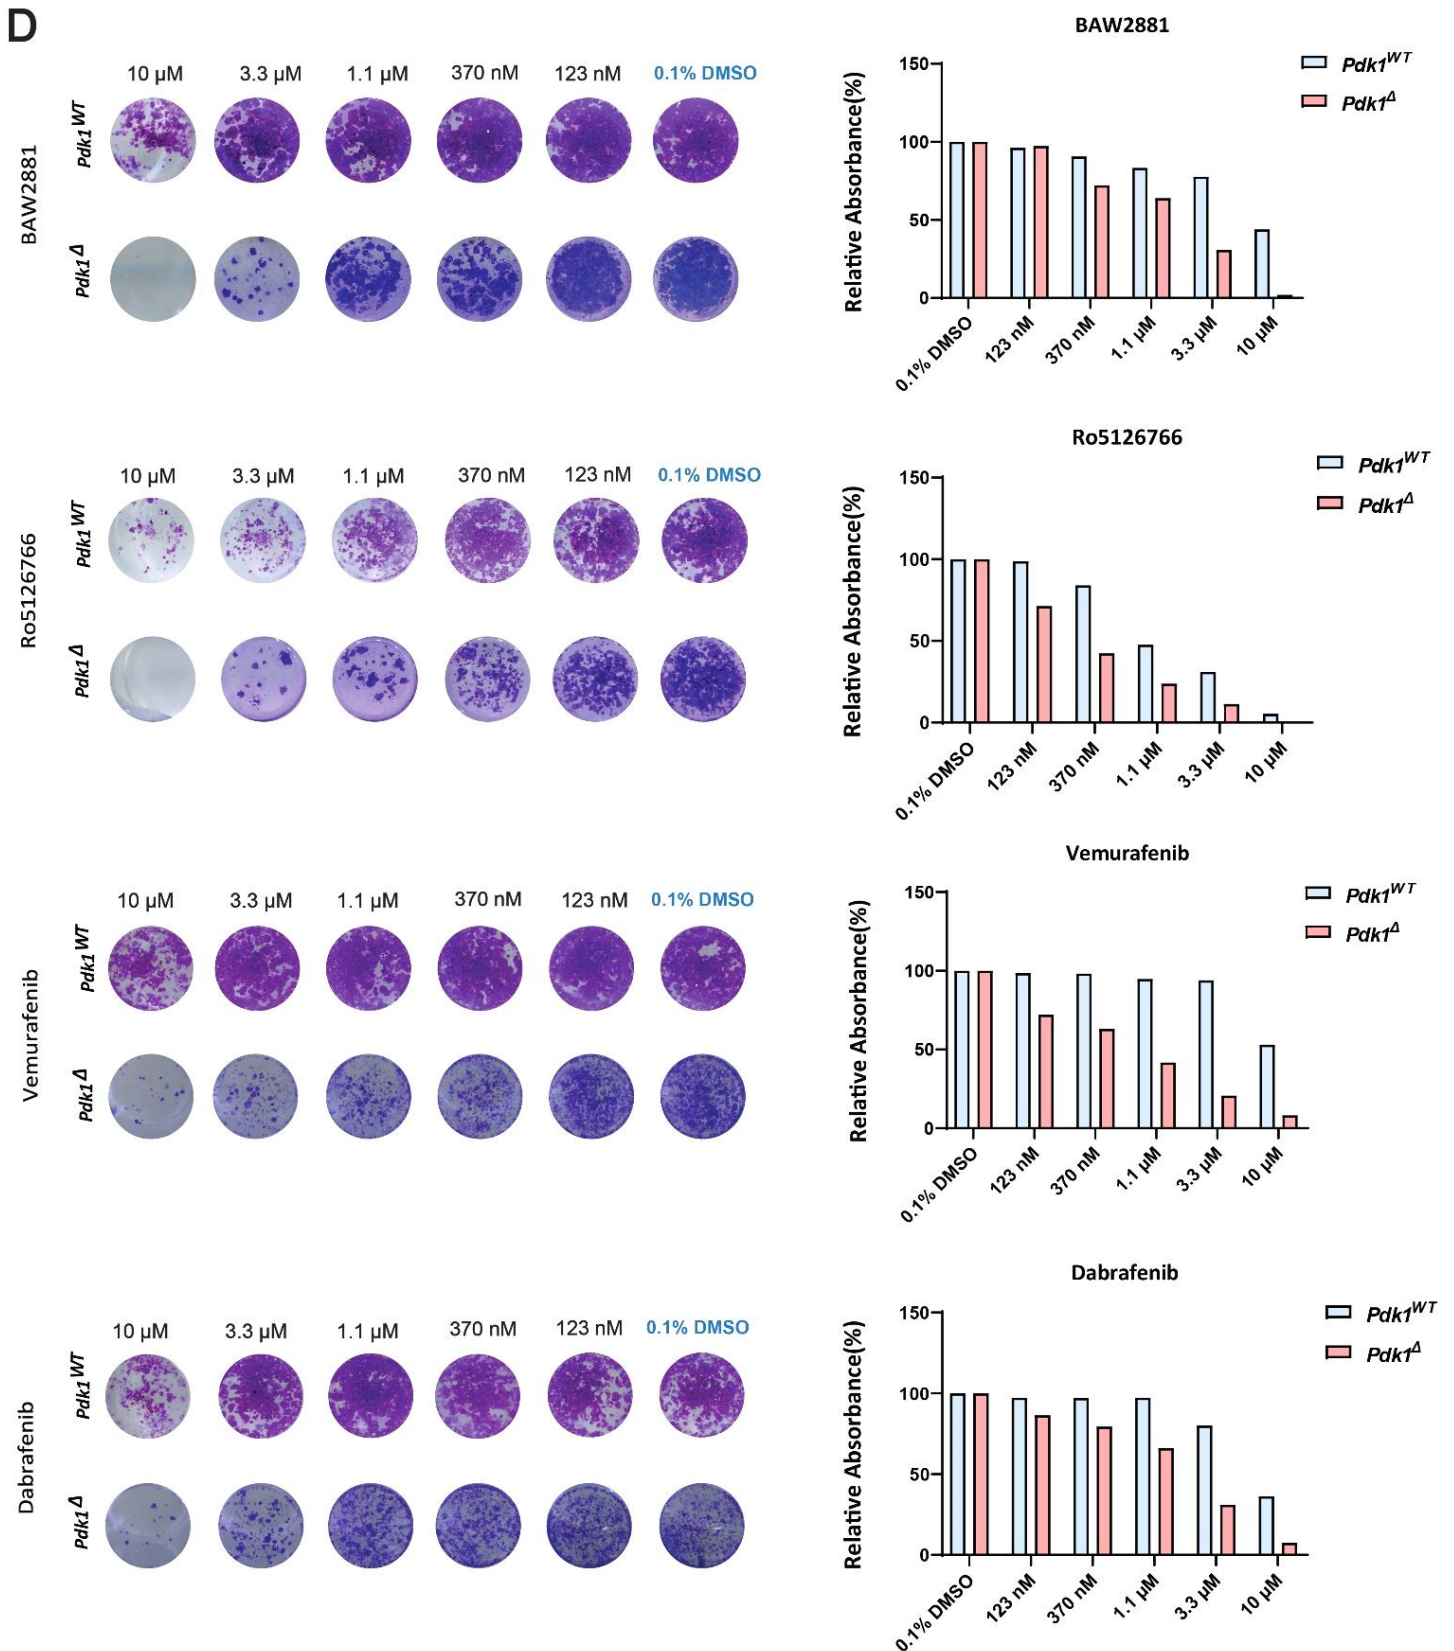 D
10 µM 3.3 µM 1.1 µM 370 nM 123 nM 0.1% DMSO
BAW2881
Pdk1WT
Pdk1Δ
BAW2881
Relative Absorbance(%)
150
100
50
0
0.1% DMSO 123 nM 370 nM 1.1 µM 3.3 µM 10 µM
Pdk1WT
Pdk1Δ
10 µM 3.3 µM 1.1 µM 370 nM 123 nM 0.1% DMSO
Ro5126766
Pdk1WT
Pdk1Δ
Ro5126766
Relative Absorbance(%)
150
100
50
0
0.1% DMSO 123 nM 370 nM 1.1 µM 3.3 µM 10 µM
Pdk1WT
Pdk1Δ
10 µM 3.3 µM 1.1 µM 370 nM 123 nM 0.1% DMSO
Vemurafenib
Pdk1WT
Pdk1Δ
Vemurafenib
Relative Absorbance(%)
150
100
50
0
0.1% DMSO 123 nM 370 nM 1.1 µM 3.3 µM 10 µM
Pdk1WT
Pdk1Δ
10 µM 3.3 µM 1.1 µM 370 nM 123 nM 0.1% DMSO
Dabrafenib
Pdk1WT
Pdk1Δ
Dabrafenib
Relative Absorbance(%)
150
100
50
0
0.1% DMSO 123 nM 370 nM 1.1 µM 3.3 µM 10 µM
Pdk1WT
Pdk1Δ